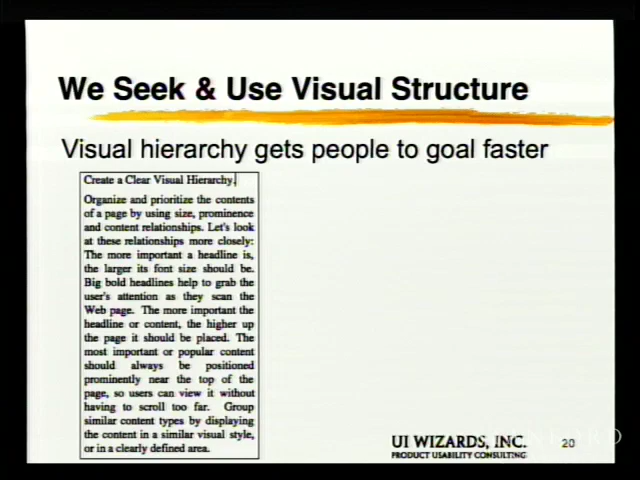 We Seek & Use Visual Structure
Visual hierarchy gets people to goal faster
Create a Clear Visual Hierarchy.
Organize and prioritize the contents
of a page by using size, prominence
and content relationships. Let's look
at these relationships more closely:
The more important a headline is,
the larger its font size should be.
Big bold headlines help to grab the
user's attention as they scan the
Web page. The more important the
headline or content, the higher up
the page it should be placed. The
most important or popular content
should always be positioned
prominently near the top of the
page, so users can view it without
having to scroll too far. Group
similar content types by displaying
the content in a similar visual style,
or in a clearly defined area.
UI WIZARDS, INC.
PRODUCT USABILITY CONSULTING
20